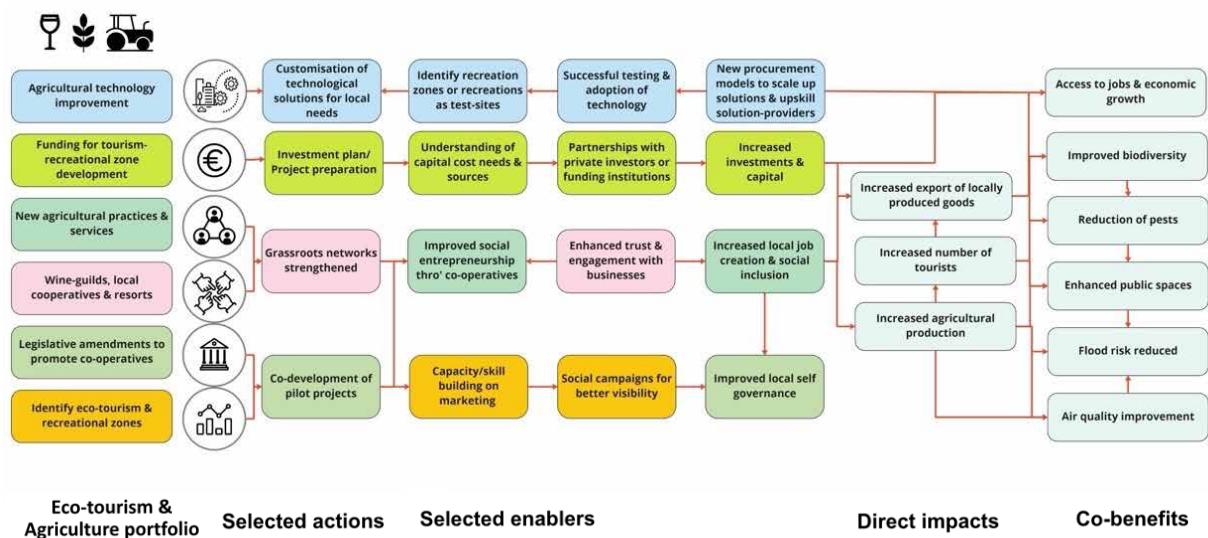 Agricultural technology
improvement
Customisation of
technological
solutions for local
needs
Identify recreation
zones or recreations
as test-sites
Successful testing &
adoption of
technology
New procurement
models to scale up
solutions & upskill
solution-providers
Access to jobs & economic
growth
Funding for tourism-
recreational zone
development
€
Investment plan/
Project preparation
Understanding of
capital cost needs &
sources
Partnerships with
private investors or
funding institutions
Increased
investments &
capital
Improved biodiversity
Increased export of locally
produced goods
New agricultural practices &
services
Reduction of pests
Grassroots networks
strengthened
Improved social
entrepreneurship
thro' co-operatives
Enhanced trust &
engagement with
businesses
Increased local job
creation & social
inclusion
Increased number of
tourists
Wine-guilds, local
cooperatives & resorts
Enhanced public spaces
Increased agricultural
production
Legislative amendments to
promote co-operatives
Flood risk reduced
Co-development of
pilot projects
Capacity/skill
building on
marketing
Social campaigns for
better visibility
Improved local self
governance
Identify eco-tourism &
recreational zones
Air quality improvement
Eco-tourism &
Agriculture portfolio
Selected actions
Selected enablers
Direct impacts
Co-benefits